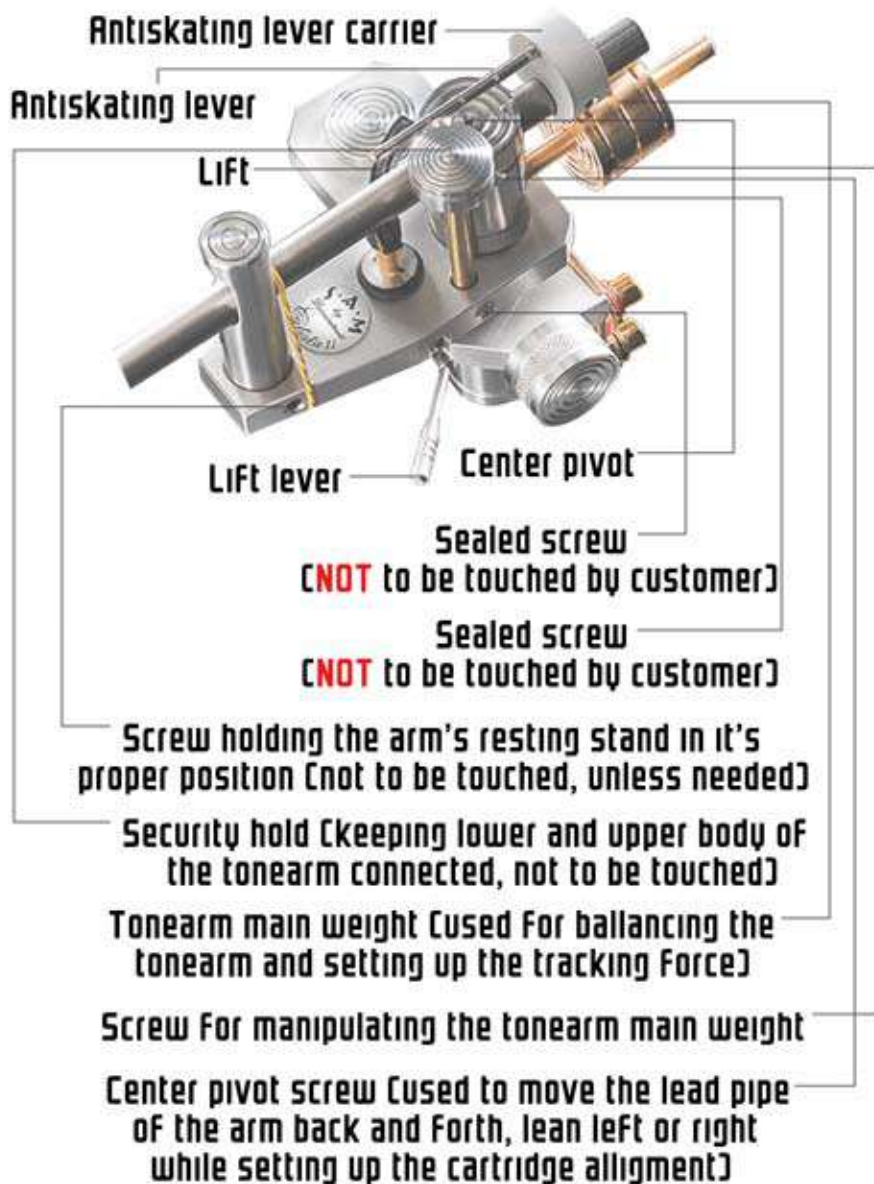 Antiskating lever carrier
Antiskating lever
Lift
S.A.M
by
Lift lever
Center pivot
Sealed screw
(NOT to be touched by customer)
Sealed screw
(NOT to be touched by customer)
Screw holding the arm's resting stand in it's
proper position (not to be touched, unless needed)
Security hold (keeping lower and upper body of
the tonearm connected, not to be touched)
Tonearm main weight (used for ballancing the
tonearm and setting up the tracking force)
Screw for manipulating the tonearm main weight
Center pivot screw (used to move the lead pipe
of the arm back and forth, lean left or right
while setting up the cartridge alligment)